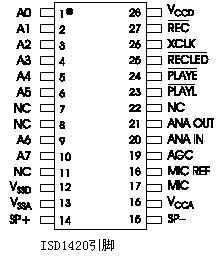 A0 1 28 VCCD
A1 2 27 REC
A2 3 26 XCLK
A3 4 25 RECLED
A4 5 24 PLAYE
A5 6 23 PLAYL
NC 7 22 NC
NC 8 21 ANA OUT
A6 9 20 ANA IN
A7 10 19 AGC
NC 11 18 MIC REF
VSSD 12 17 MIC
VSSA 13 16 VCCA
SP+ 14 15 SP-
ISD1420引脚